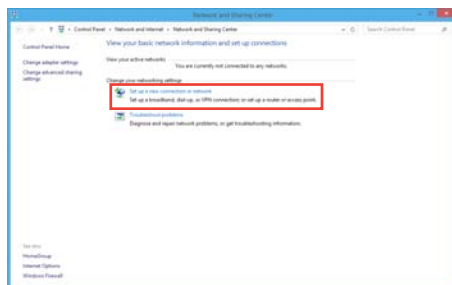 Network and Sharing Center
Control Panel › Network and Internet › Network and Sharing Center
Search Control Panel
Control Panel Home
Change adapter settings
Change advanced sharing settings
View your basic network information and set up connections
View your active networks
You are currently not connected to any networks.
Change your networking settings
Set up a new connection or network
Set up a broadband, dial-up, or VPN connection; or set up a router or access point.
Troubleshoot problems
Diagnose and repair network problems, or get troubleshooting information.
See also
HomeGroup
Internet Options
Windows Firewall